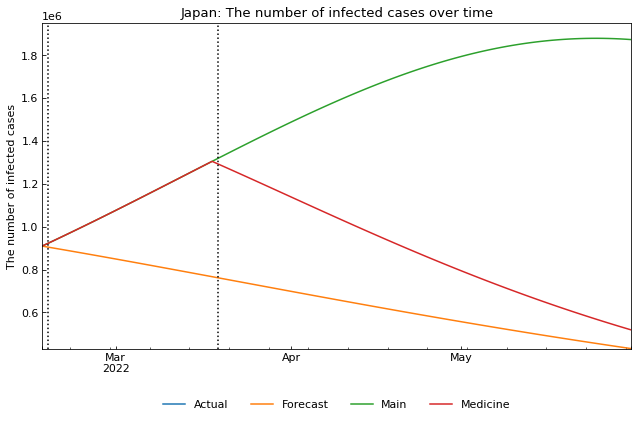 Japan: The number of infected cases over time
1e6
The number of infected cases
1.8
1.6
1.4
1.2
1.0
0.8
0.6
Mar
2022
Apr
May
Actual
Forecast
Main
Medicine